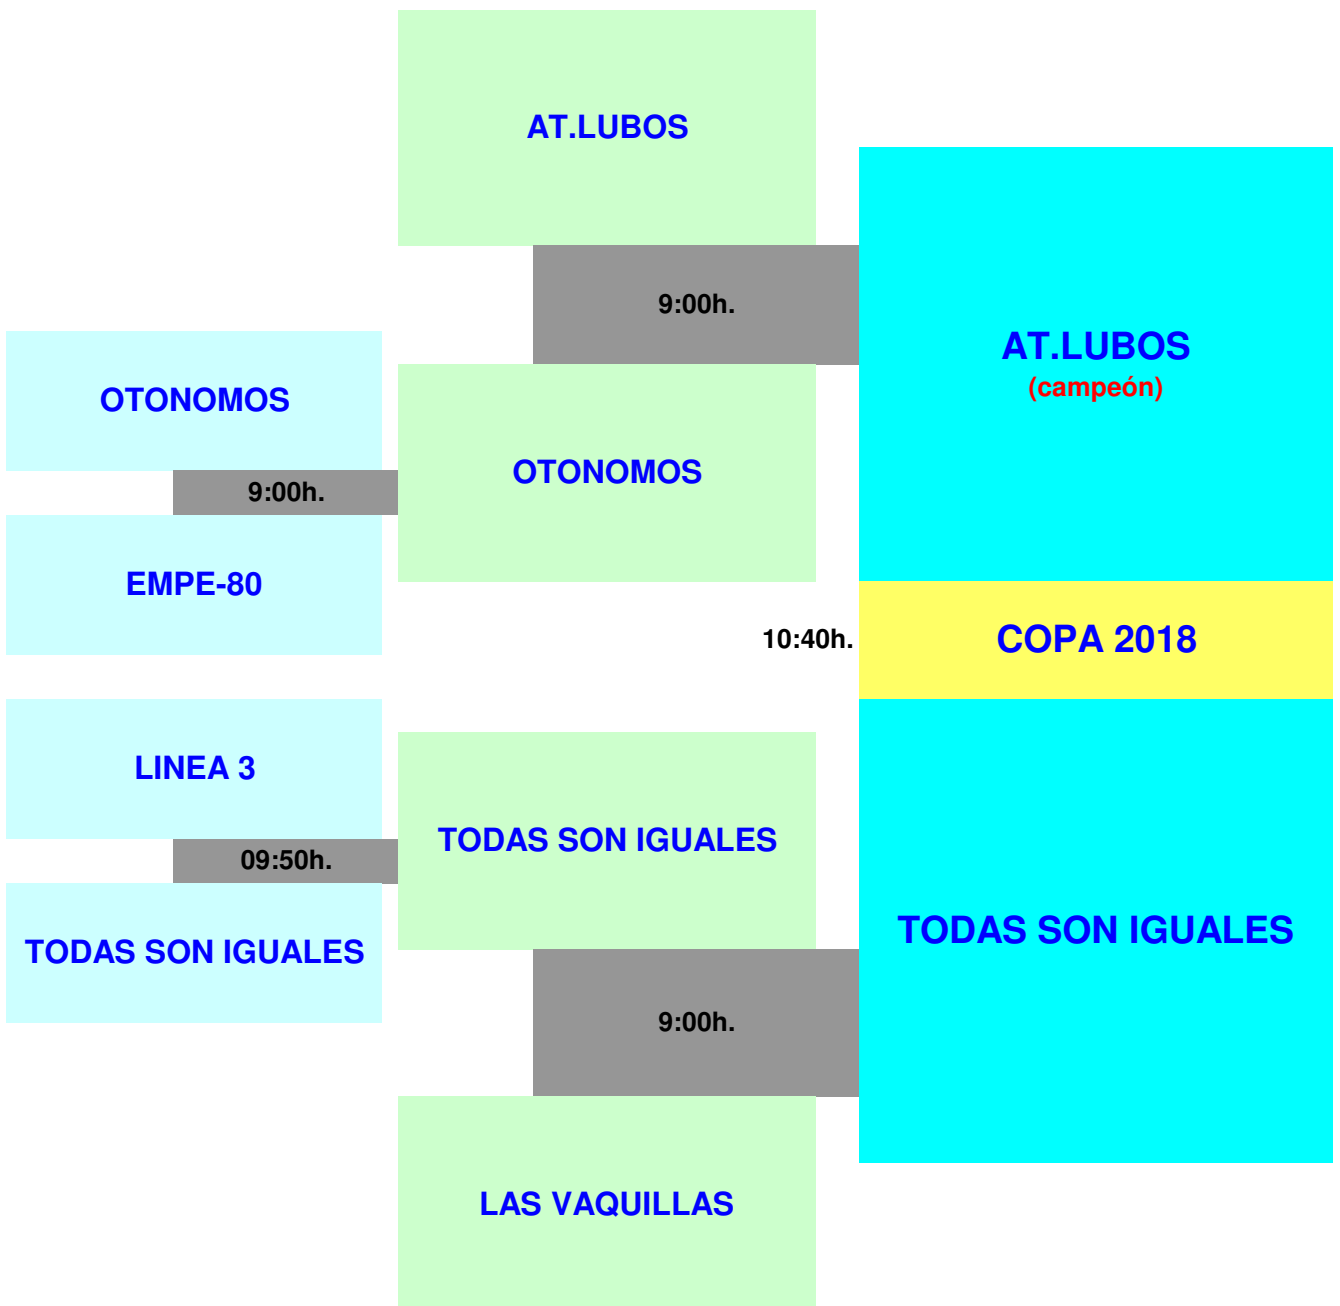 AT.LUBOS
9:00h.
AT.LUBOS
(campeón)
OTONOMOS
9:00h.
OTONOMOS
EMPE-80
10:40h.
COPA 2018
LINEA 3
TODAS SON IGUALES
09:50h.
TODAS SON IGUALES
TODAS SON IGUALES
9:00h.
LAS VAQUILLAS